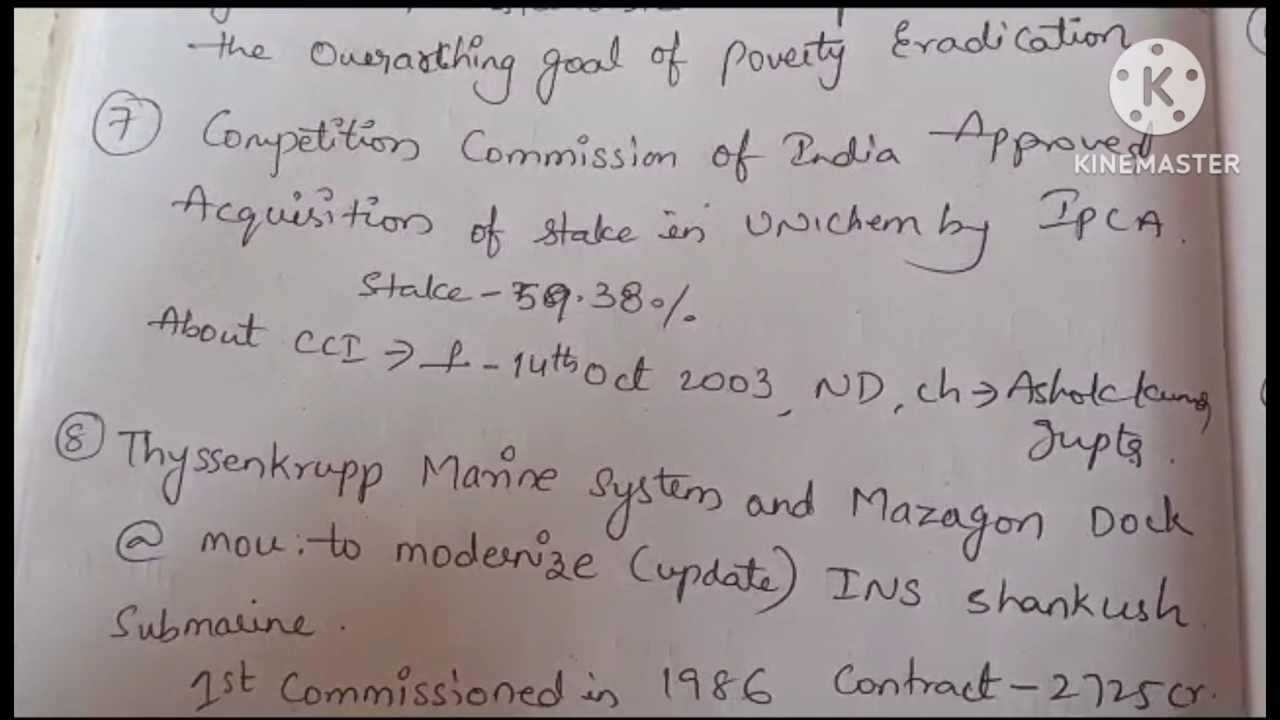 the Overarching goal of Poverty Eradication
K
KINEMASTER
7 Competition Commission of India Approved
Acquisition of stake in Unichem by IPCA.
Stake - 59.38%.
About CCI → f - 14th Oct 2003, ND, ch → Ashok Kumar
Gupta.
8 Thyssenkrupp Marine System and Mazagon Dock
@ mou: to modernize (update) INS Shankush
Submarine.
1st Commissioned in 1986 Contract - 2725 cr.